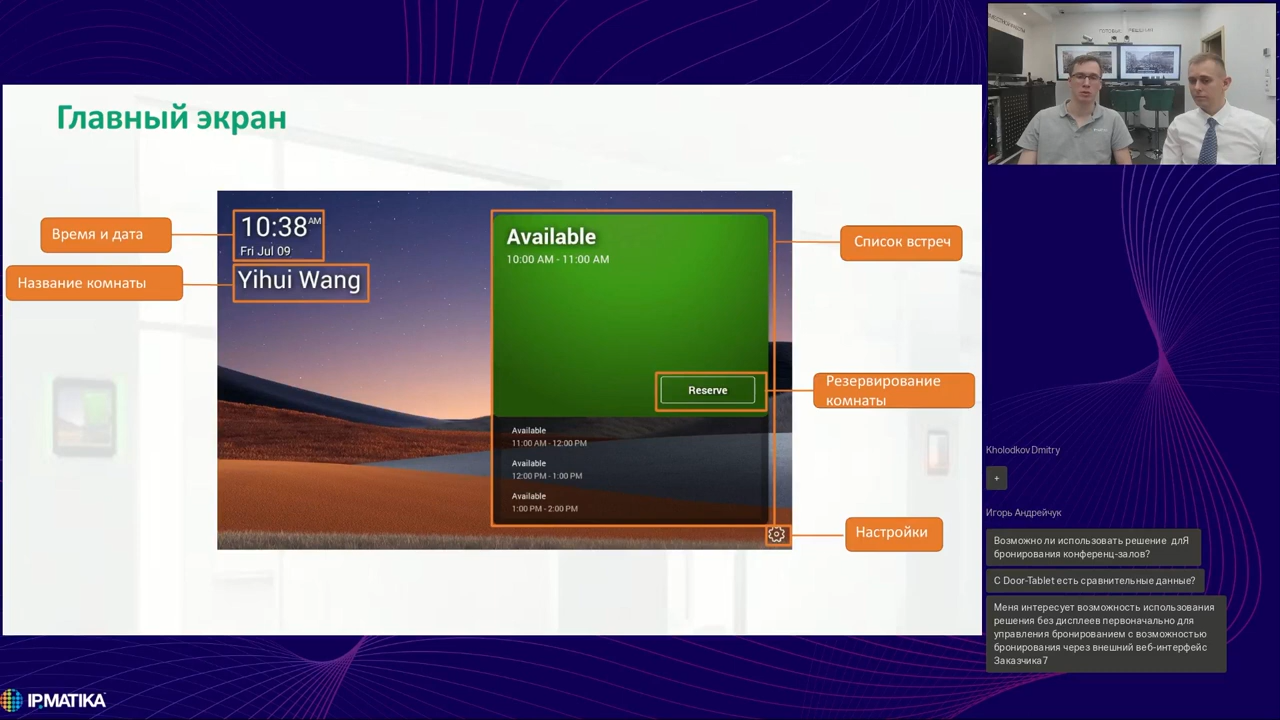 Главный экран
Время и дата
Название комнаты
10:38 AM
Fri Jul 09
Yihui Wang
Available
10:00 AM - 11:00 AM
Reserve
Available
11:00 AM - 12:00 PM
Available
12:00 PM - 1:00 PM
Available
1:00 PM - 2:00 PM
Список встреч
Резервирование
комнаты
Настройки
IPMATIKA
Kholodkov Dmitry
+
Игорь Андрейчук
Возможно ли использовать решение длЯ
бронирования конференц-залов?
С Door-Tablet есть сравнительные данные?
Меня интересует возможность использования
решения без дисплеев первоначально для
управления бронированием с возможностью
бронирования через внешний веб-интерфейс
Заказчика7